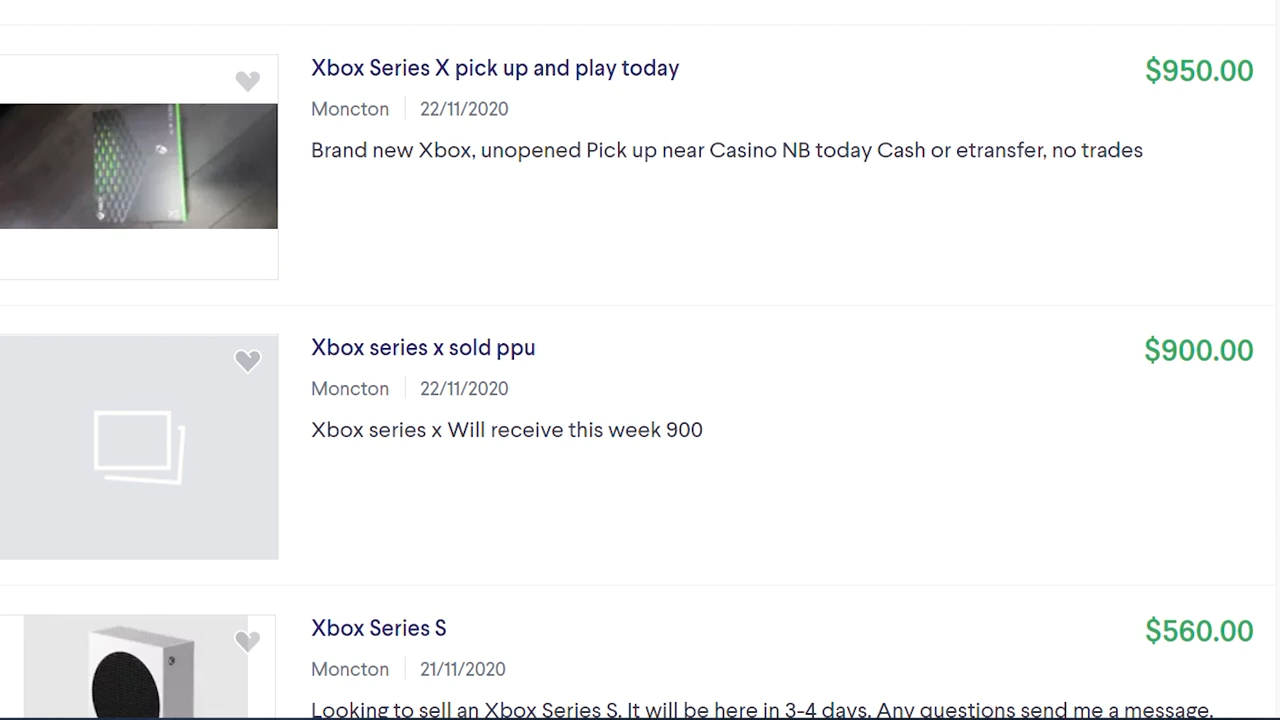 Xbox Series X pick up and play today
$950.00
Moncton
22/11/2020
Brand new Xbox, unopened Pick up near Casino NB today Cash or etransfer, no trades
Xbox series x sold ppu
$900.00
Moncton
22/11/2020
Xbox series x Will receive this week 900
Xbox Series S
$560.00
Moncton
21/11/2020
Looking to sell an Xbox Series S. It will be here in 3-4 days. Any questions send me a message.